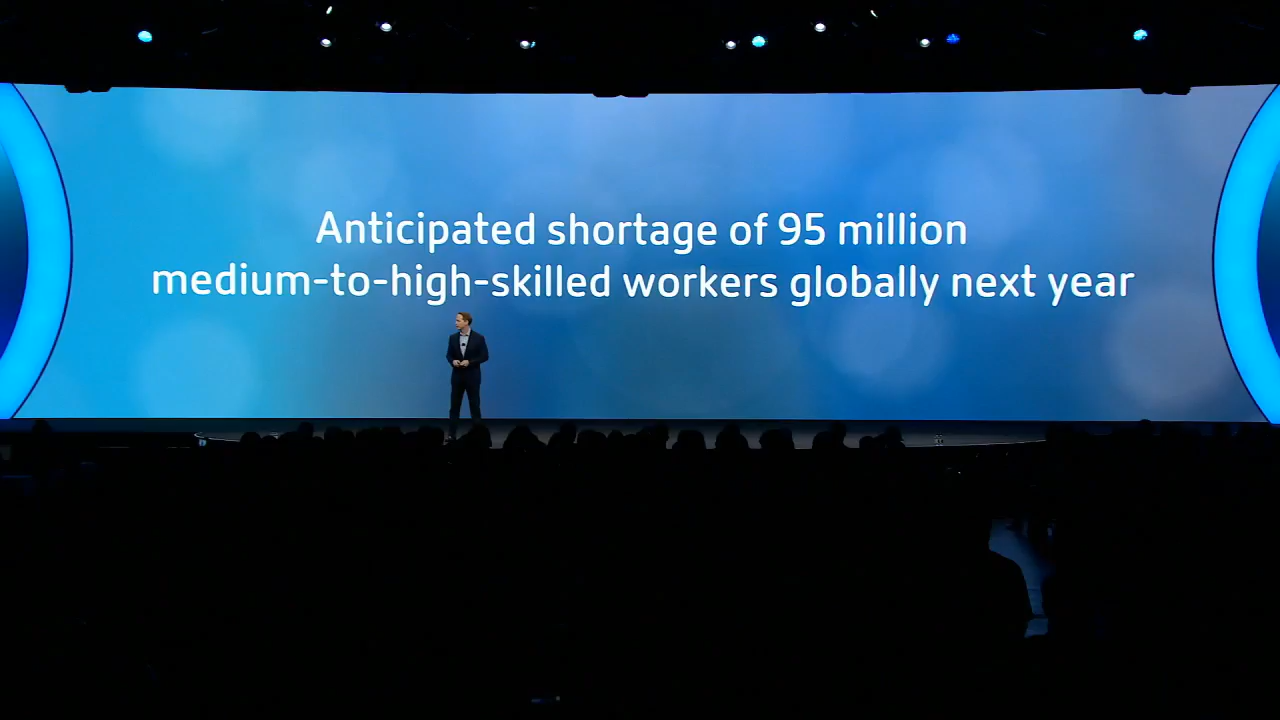 Anticipated shortage of 95 million
medium-to-high-skilled workers globally next year